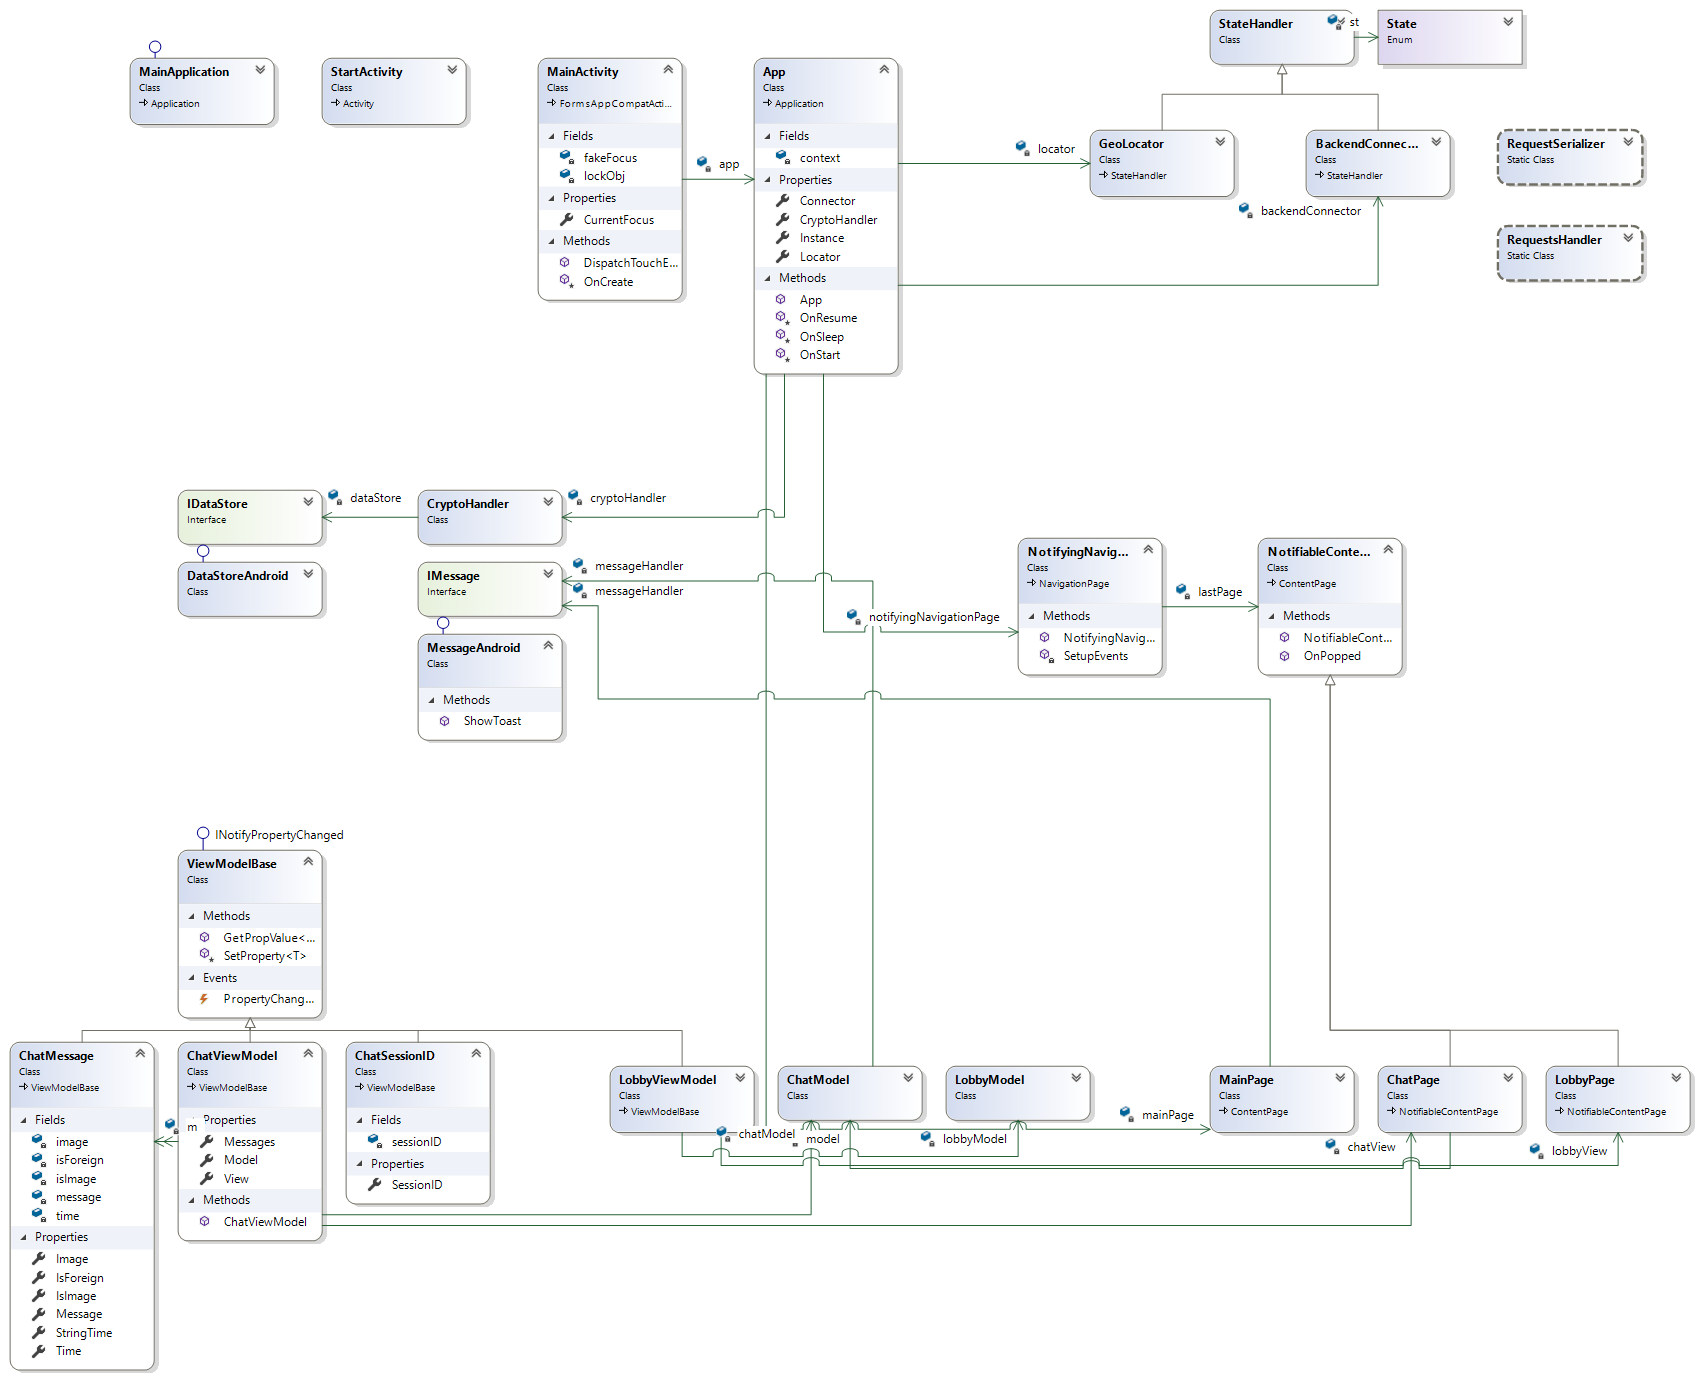 StateHandler
Class
st
State
Enum
MainApplication
Class
Application
StartActivity
Class
Activity
MainActivity
Class
FormsAppCompatActi...
Fields
fakeFocus
lockObj
Properties
CurrentFocus
Methods
DispatchTouchE...
OnCreate
app
App
Class
Application
Fields
context
Properties
Connector
CryptoHandler
Instance
Locator
Methods
App
OnResume
OnSleep
OnStart
locator
GeoLocator
Class
StateHandler
BackendConnec...
Class
StateHandler
backendConnector
RequestSerializer
Static Class
RequestsHandler
Static Class
IDataStore
Interface
dataStore
CryptoHandler
Class
cryptoHandler
DataStoreAndroid
Class
IMessage
Interface
messageHandler
messageHandler
MessageAndroid
Class
Methods
ShowToast
notifyingNavigationPage
NotifyingNavig...
Class
NavigationPage
Methods
NotifyingNavig...
SetupEvents
lastPage
NotifiableConte...
Class
ContentPage
Methods
NotifiableCont...
OnPopped
INotifyPropertyChanged
ViewModelBase
Class
Methods
GetPropValue<...
SetProperty<T>
Events
PropertyChang...
ChatMessage
Class
ViewModelBase
Fields
image
isForeign
isImage
message
time
Properties
Image
IsForeign
IsImage
Message
StringTime
Time
m
ChatViewModel
Class
ViewModelBase
Properties
Messages
Model
View
Methods
ChatViewModel
ChatSessionID
Class
ViewModelBase
Fields
sessionID
Properties
SessionID
LobbyViewModel
Class
ViewModelBase
ChatModel
Class
LobbyModel
Class
MainPage
Class
ContentPage
ChatPage
Class
NotifiableContentPage
LobbyPage
Class
NotifiableContentPage
chatModel
model
lobbyModel
mainPage
chatView
lobbyView